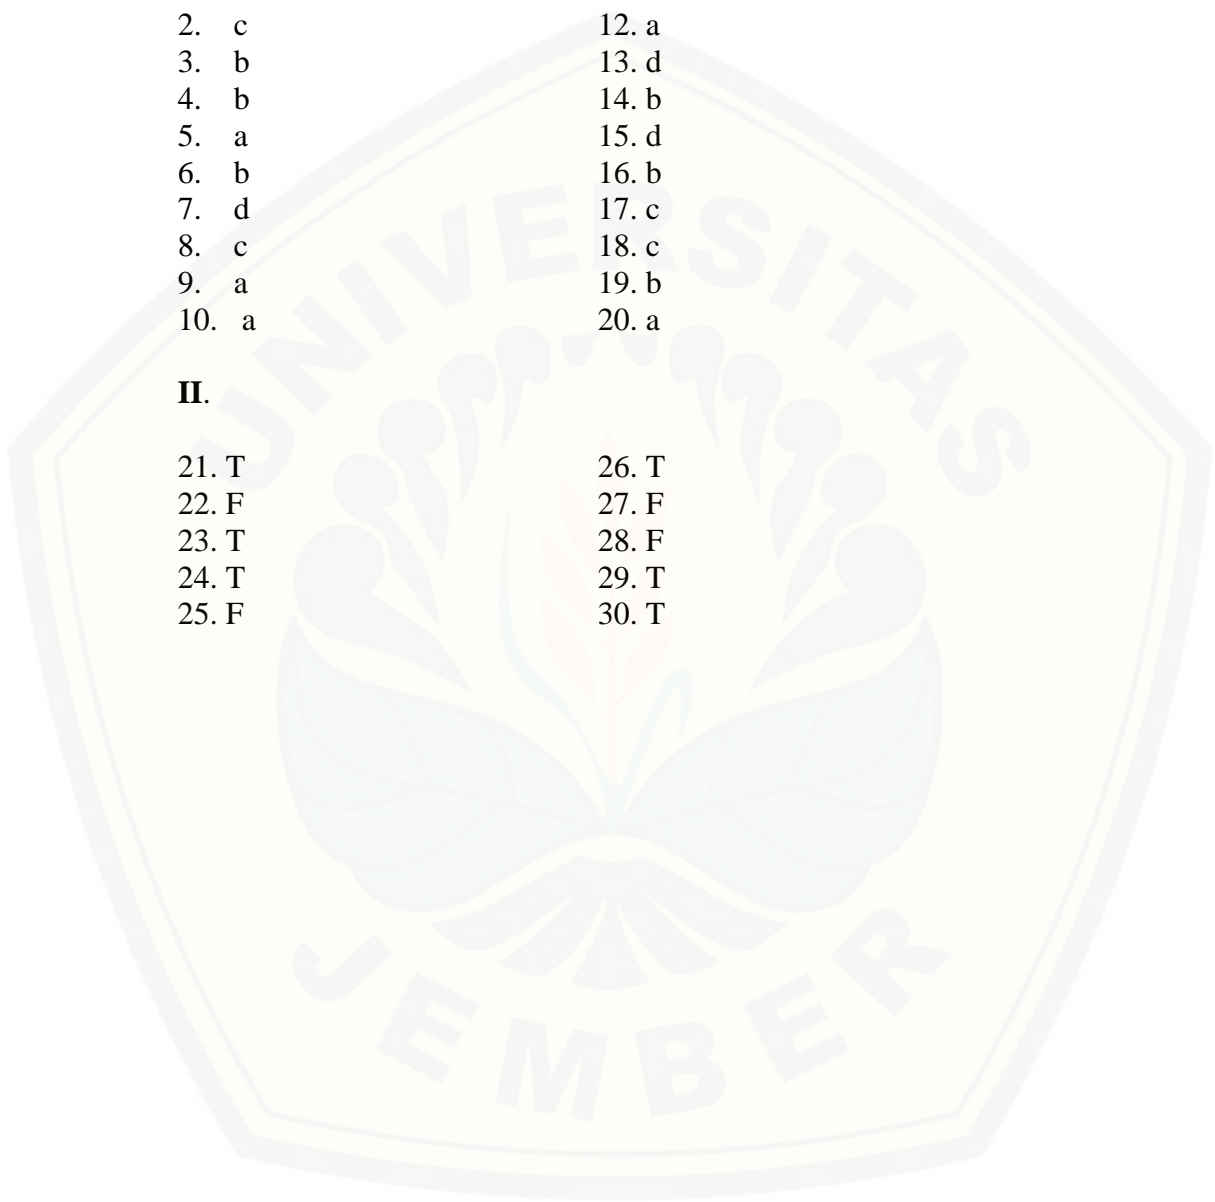 2. c
3. b
4. b
5. a
6. b
7. d
8. c
9. a
10. a
12. a
13. d
14. b
15. d
16. b
17. c
18. c
19. b
20. a
II.
21. T
22. F
23. T
24. T
25. F
26. T
27. F
28. F
29. T
30. T
UNIVERSITAS
JEMBER